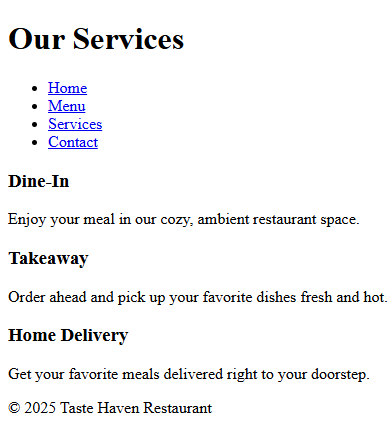 Our Services
Home
Menu
Services
Contact
Dine-In
Enjoy your meal in our cozy, ambient restaurant space.
Takeaway
Order ahead and pick up your favorite dishes fresh and hot.
Home Delivery
Get your favorite meals delivered right to your doorstep.
© 2025 Taste Haven Restaurant